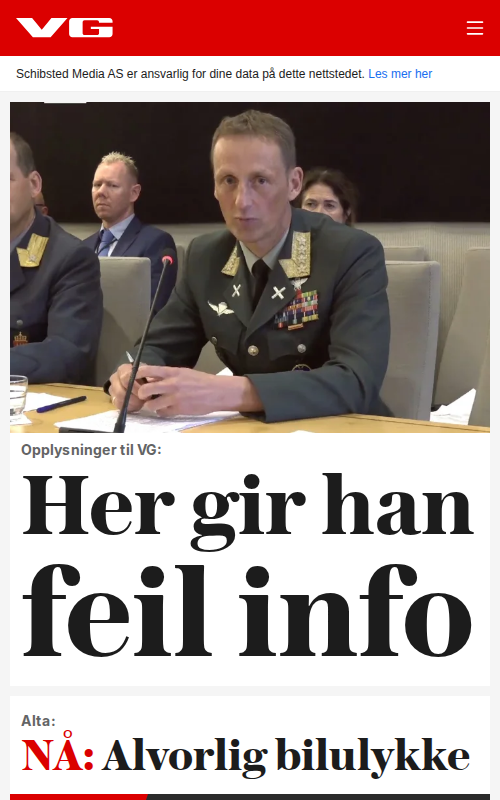 VG
Schibsted Media AS er ansvarlig for dine data på dette nettstedet. Les mer her
Opplysninger til VG:
Her gir han
feil info
Alta:
NÅ: Alvorlig bilulykke